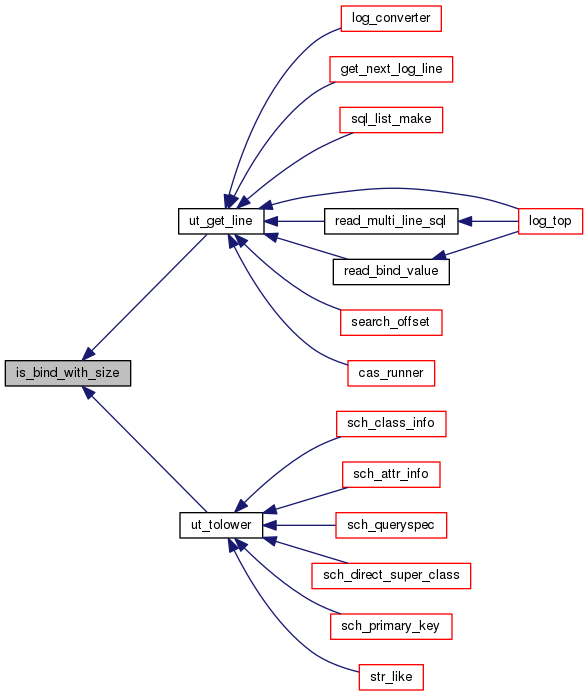 log_converter
get_next_log_line
sql_list_make
ut_get_line
read_multi_line_sql
log_top
read_bind_value
search_offset
cas_runner
is_bind_with_size
sch_class_info
sch_attr_info
ut_tolower
sch_queryspec
sch_direct_super_class
sch_primary_key
str_like